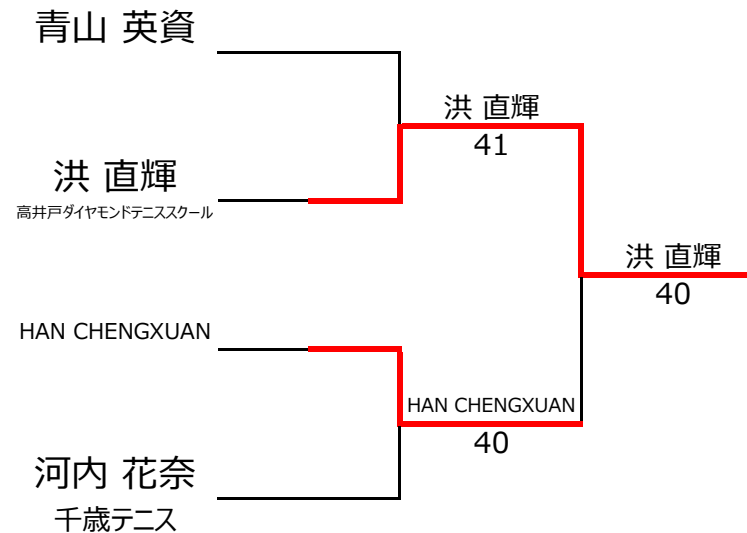 青山 英資
洪 直輝
41
洪 直輝
高井戸ダイヤモンドテニススクール
洪 直輝
40
HAN CHENGXUAN
HAN CHENGXUAN
40
河内 花奈
千歳テニス